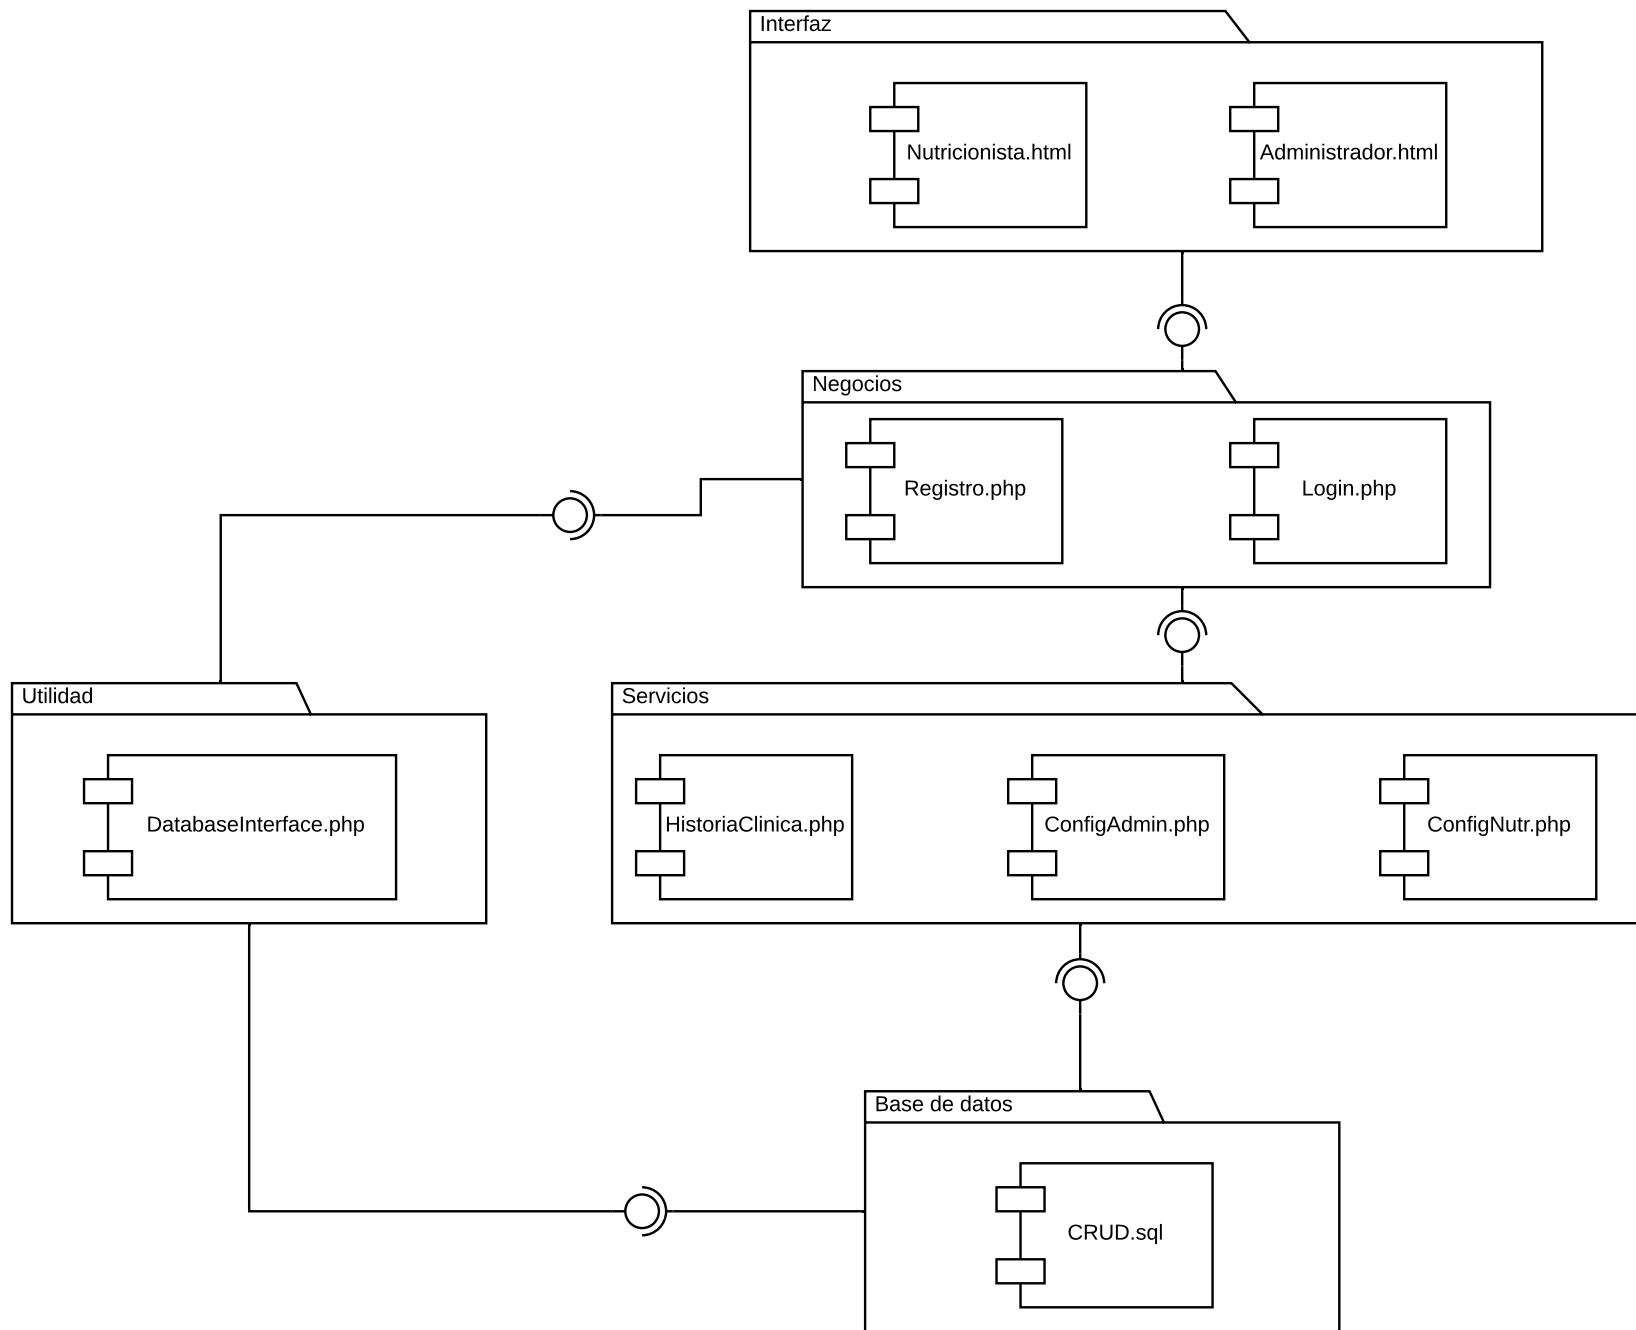 Interfaz
Nutricionista.html
Administrador.html
Negocios
Registro.php
Login.php
Utilidad
DatabaseInterface.php
Servicios
HistoriaClinica.php
ConfigAdmin.php
ConfigNutr.php
Base de datos
CRUD.sql